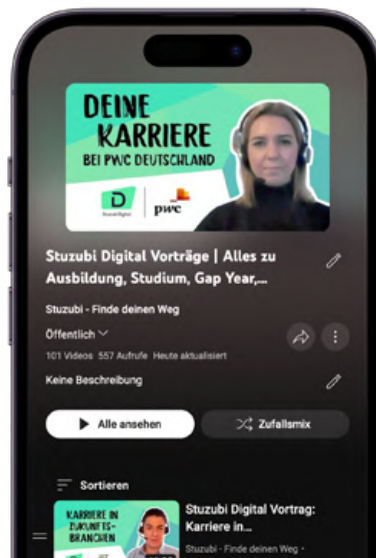 DEINE
KARRIERE
BEI PWC DEUTSCHLAND
D
Stuzubi Digital
pwc
Stuzubi Digital Vorträge | Alles zu
Ausbildung, Studium, Gap Year,...
Stuzubi - Finde deinen Weg
Öffentlich
101 Videos 557 Aufrufe Heute aktualisiert
Keine Beschreibung
Alle ansehen
Zufallsmix
Sortieren
KARRIERE IN
ZUKUNFTS-
BRANCHEN
Stuzubi Digital Vortrag:
Karriere in...
Stuzubi - Finde deinen Weg •